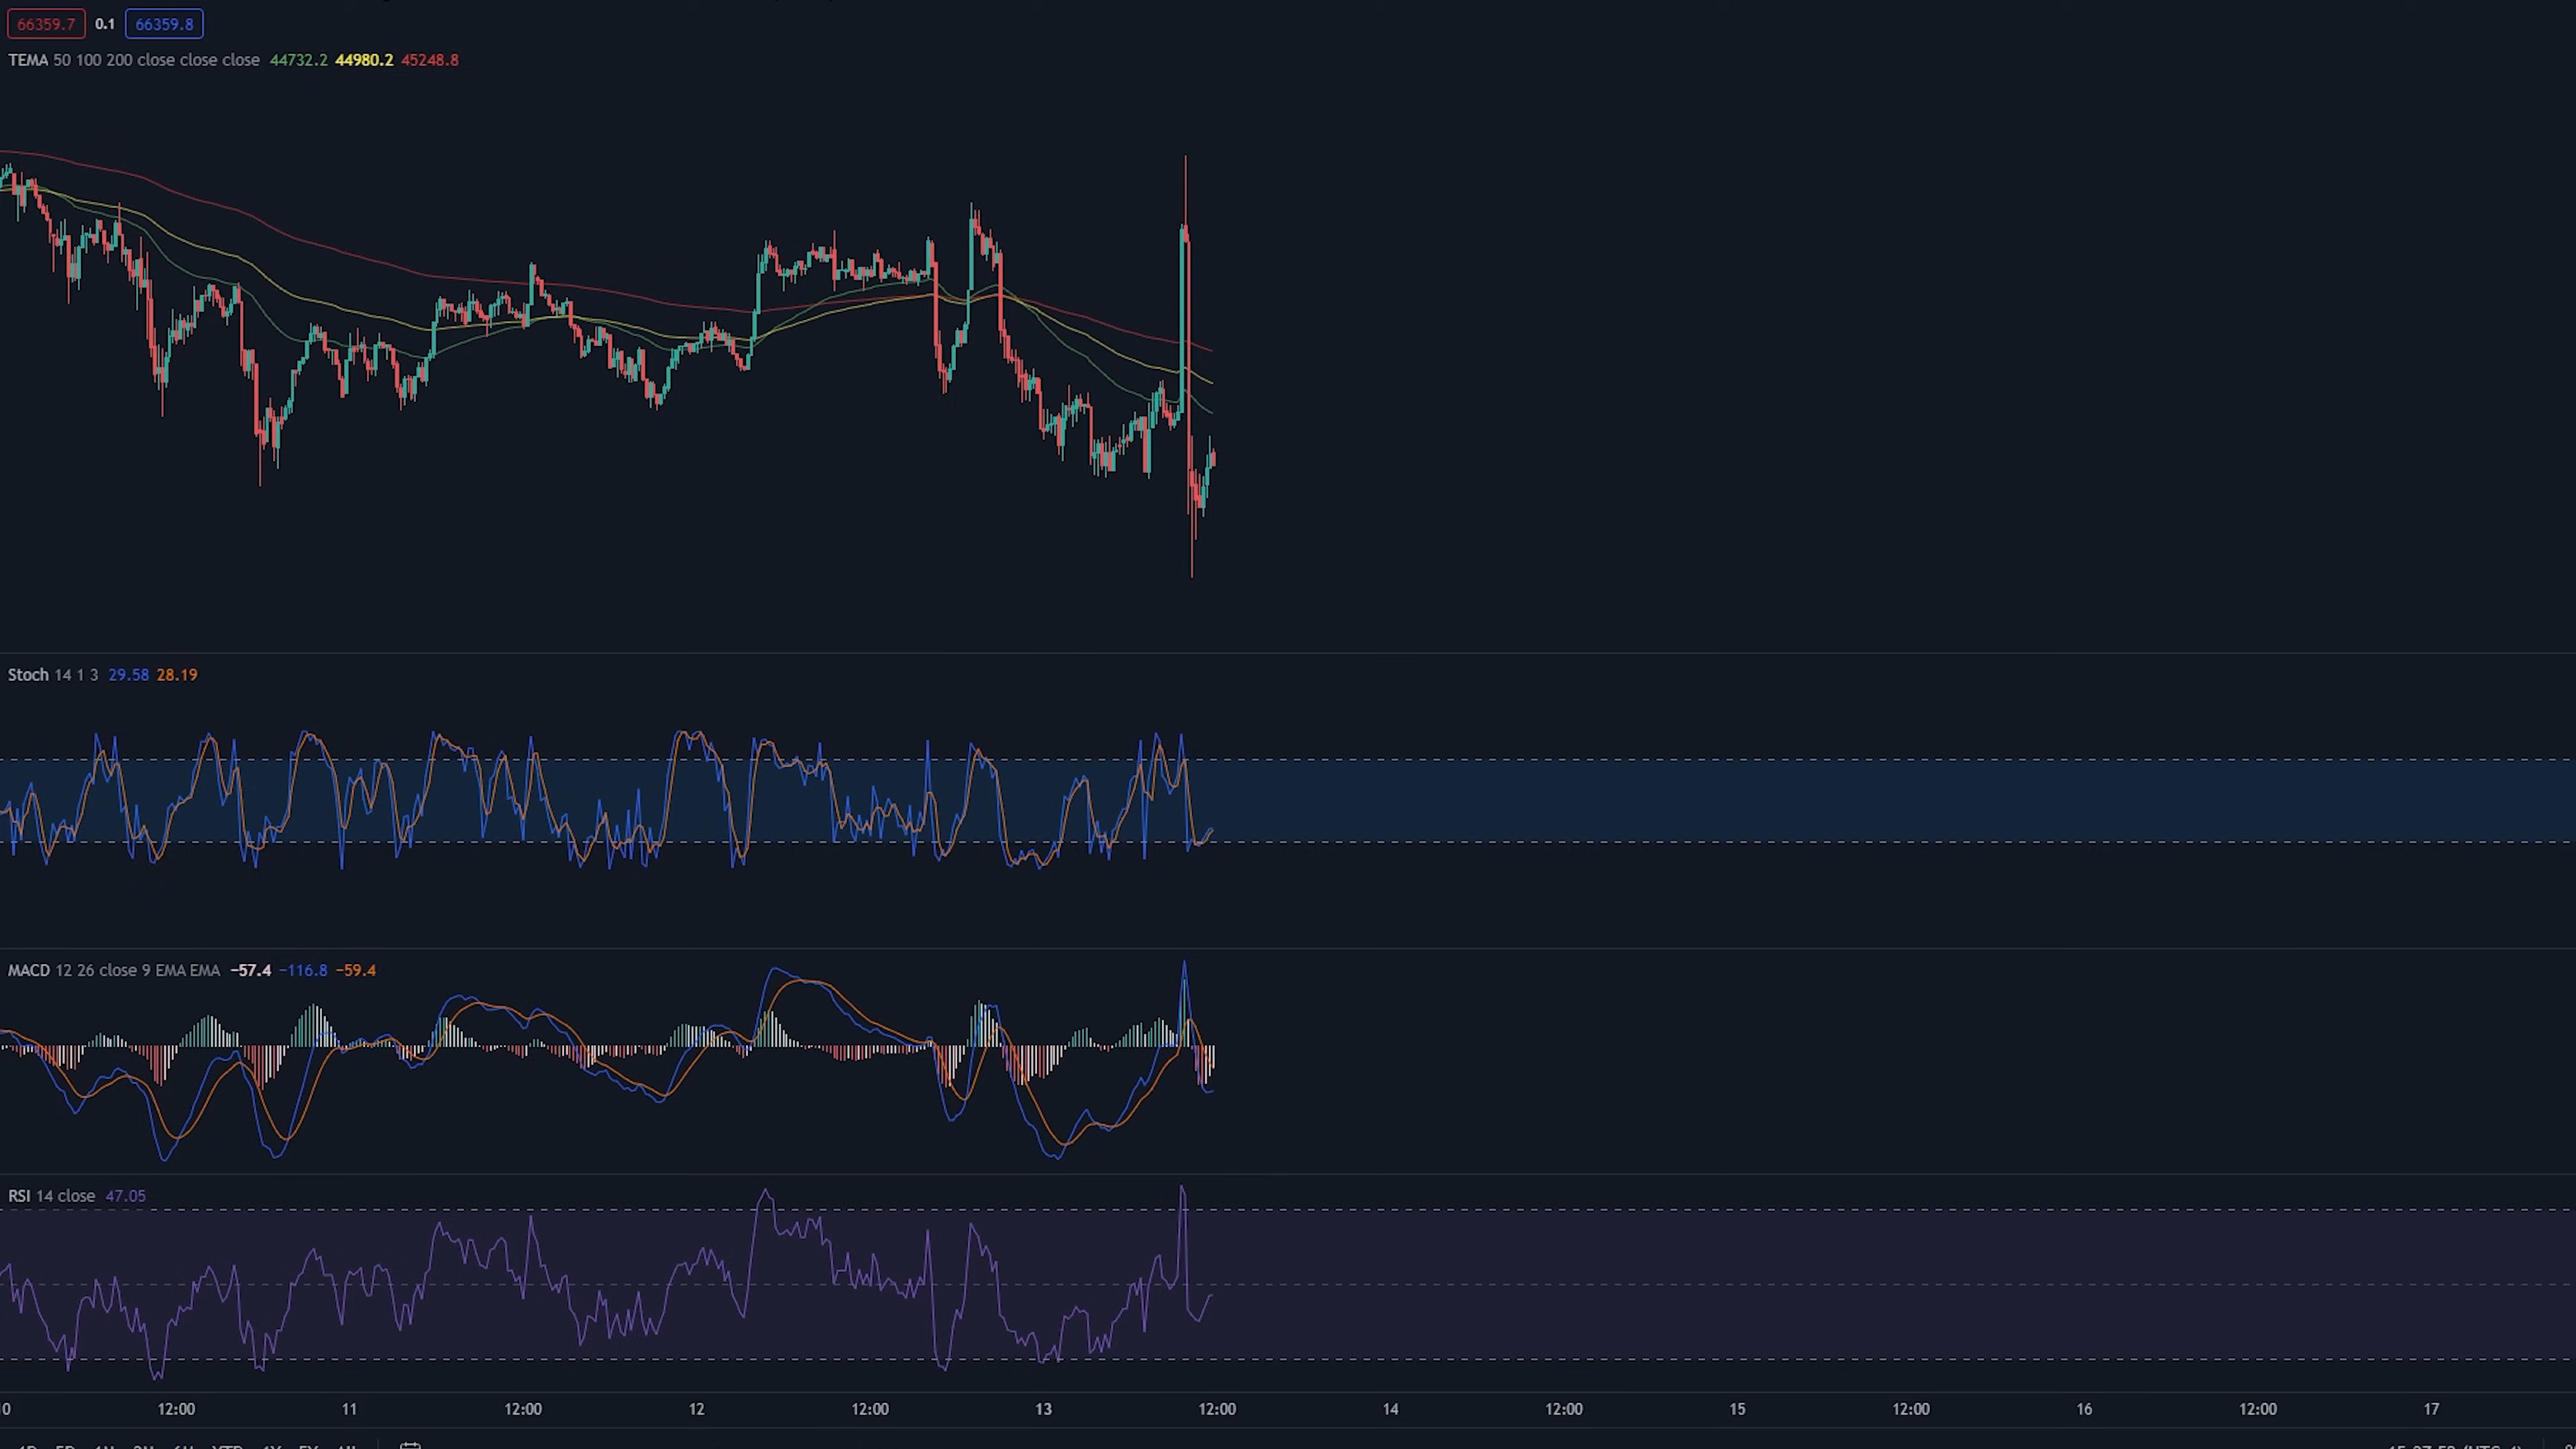 66359.7 0.1 66359.8
TEMA 50 100 200 close close close 44732.2 44980.2 45248.8
Stoch 14 1 3 29.58 28.19
MACD 12 26 close 9 EMA EMA −57.4 −116.8 −59.4
RSI 14 close 47.05
12:00 11 12:00 12 12:00 13 12:00 14 12:00 15 12:00 16 12:00 17